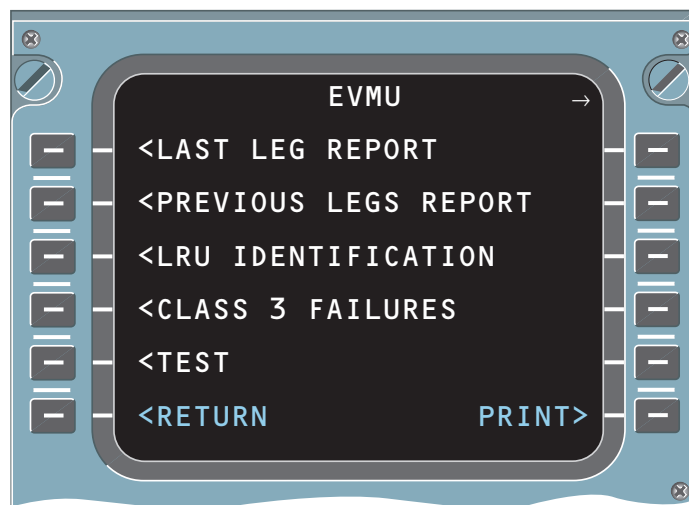 EVMU →
<LAST LEG REPORT
<PREVIOUS LEGS REPORT
<LRU IDENTIFICATION
<CLASS 3 FAILURES
<TEST
<RETURN PRINT>